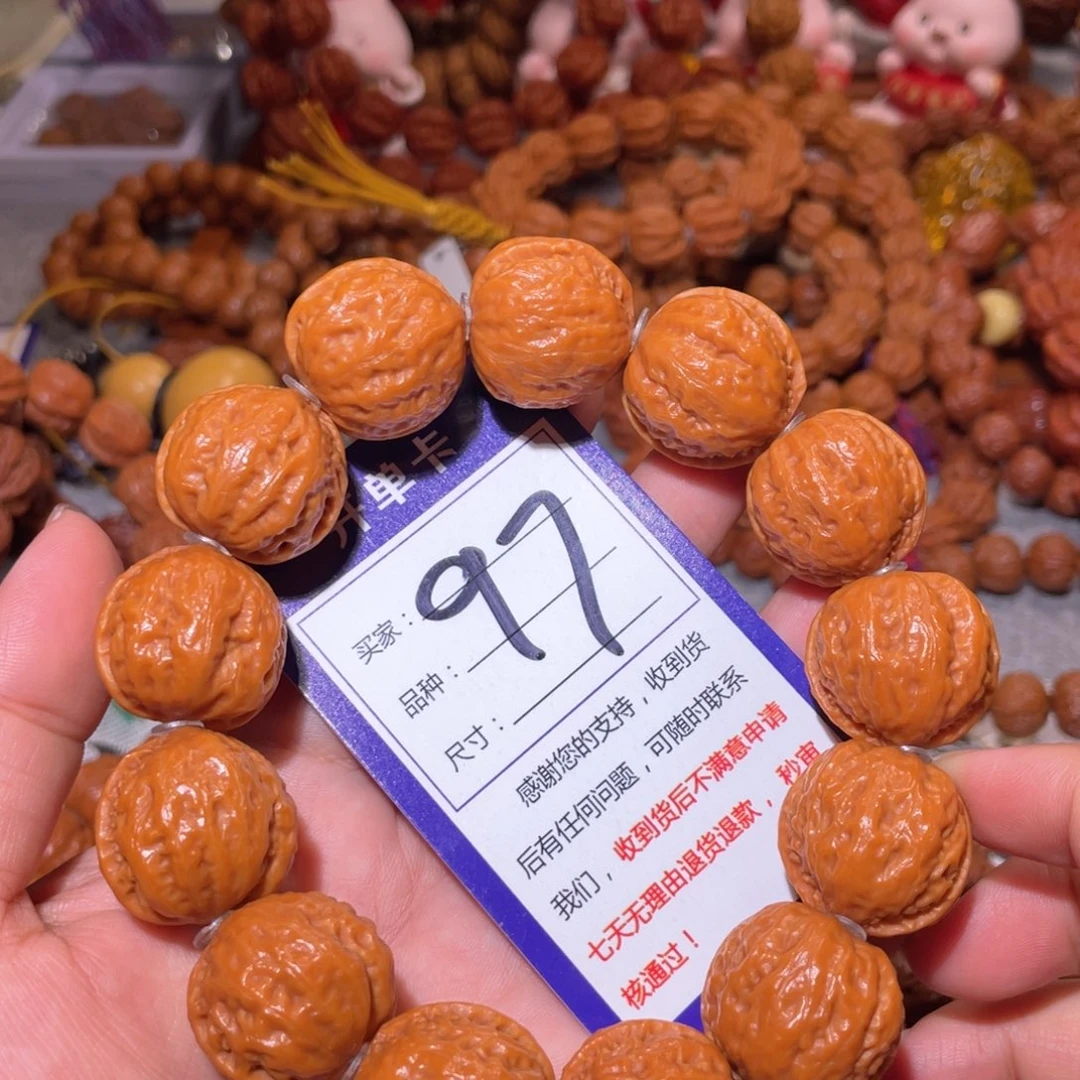 开单卡
买家：97
品种：
尺寸：
感谢您的支持，收到货
后有任何问题，可随时联系
我们，收到货后不满意申请
七天无理由退货退款，秒审
核通过！